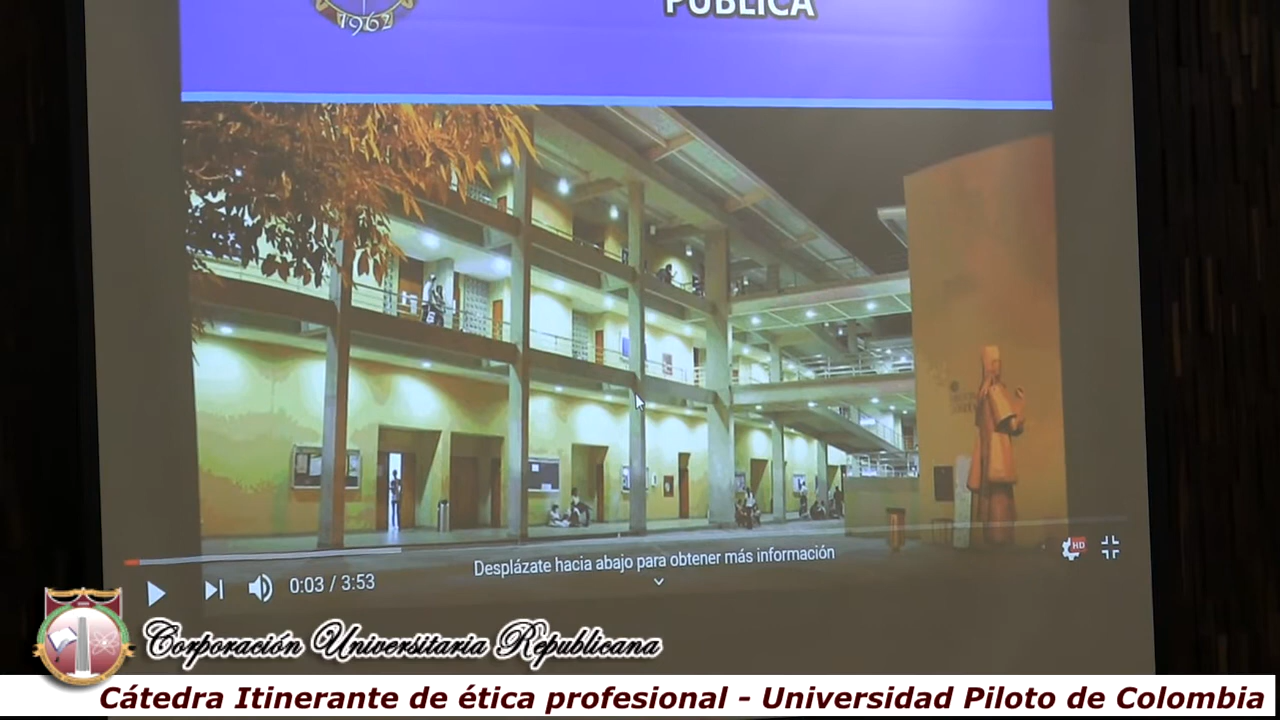 1962
PÚBLICA
Desplázate hacia abajo para obtener más información
HD
0:03 / 3:53
Corporación Universitaria Republicana
Cátedra Itinerante de ética profesional - Universidad Piloto de Colombia